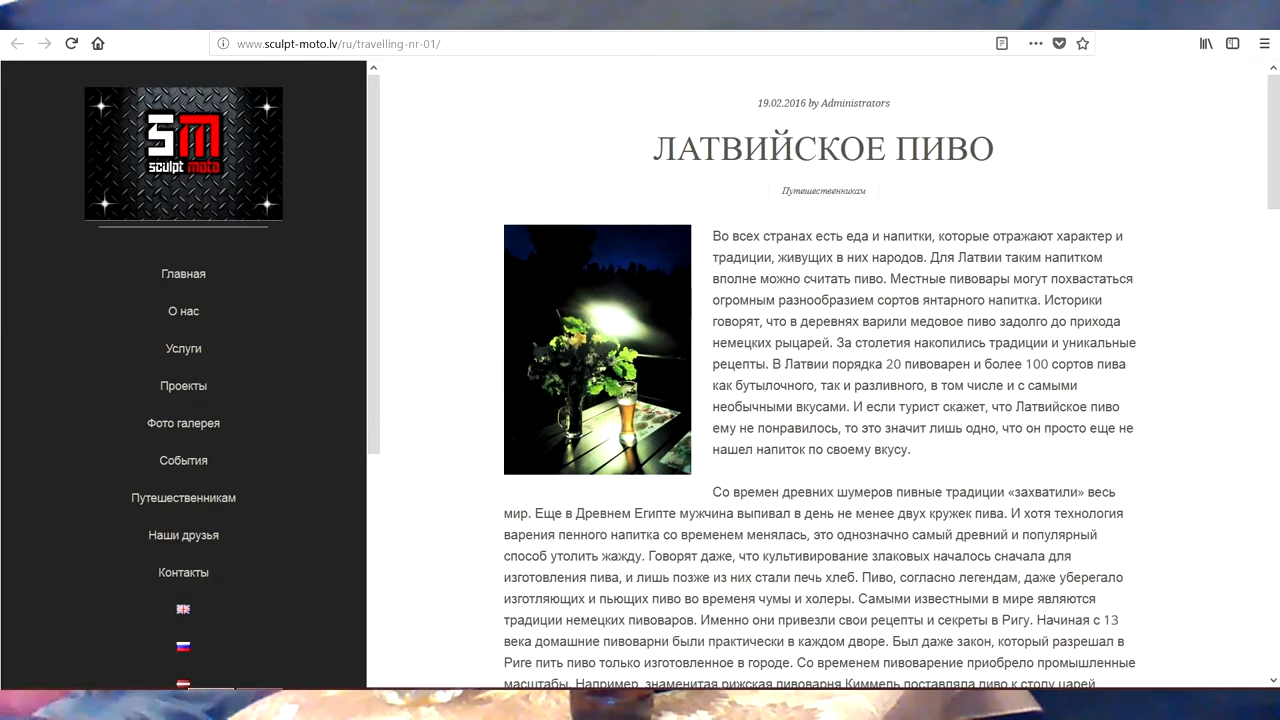 www.sculpt-moto.lv/ru/travelling-nr-01/
SM
sculpt moto
Главная
О нас
Услуги
Проекты
Фото галерея
События
Путешественникам
Наши друзья
Контакты
19.02.2016 by Administrators
ЛАТВИЙСКОЕ ПИВО
Путешественникам
Во всех странах есть еда и напитки, которые отражают характер и
традиции, живущих в них народов. Для Латвии таким напитком
вполне можно считать пиво. Местные пивовары могут похвастаться
огромным разнообразием сортов янтарного напитка. Историки
говорят, что в деревнях варили медовое пиво задолго до прихода
немецких рыцарей. За столетия накопились традиции и уникальные
рецепты. В Латвии порядка 20 пивоварен и более 100 сортов пива
как бутылочного, так и разливного, в том числе и с самыми
необычными вкусами. И если турист скажет, что Латвийское пиво
ему не понравилось, то это значит лишь одно, что он просто еще не
нашел напиток по своему вкусу.
Со времен древних шумеров пивные традиции «захватили» весь
мир. Еще в Древнем Египте мужчина выпивал в день не менее двух кружек пива. И хотя технология
варения пенного напитка со временем менялась, это однозначно самый древний и популярный
способ утолить жажду. Говорят даже, что культивирование злаковых началось сначала для
изготовления пива, и лишь позже из них стали печь хлеб. Пиво, согласно легендам, даже уберегало
изготляющих и пьющих пиво во временя чумы и холеры. Самыми известными в мире являются
традиции немецких пивоваров. Именно они привезли свои рецепты и секреты в Ригу. Начиная с 13
века домашние пивоварни были практически в каждом дворе. Был даже закон, который разрешал в
Риге пить пиво только изготовленное в городе. Со временем пивоварение приобрело промышленные
масштабы. Например, знаменитая рижская пивоварня Киммель поставляла пиво к столу царей